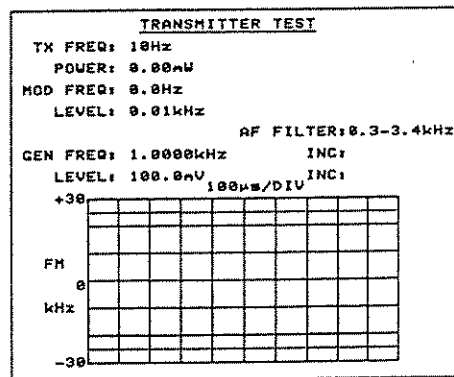 TRANSMITTER TEST
TX FREQ: 10Hz
POWER: 0.00mW
MOD FREQ: 0.0Hz
LEVEL: 0.01kHz
AF FILTER:0.3-3.4kHz
GEN FREQ: 1.0000kHz INC:
LEVEL: 100.0mV INC:
100µs/DIV
+30
FM
0
kHz
-30